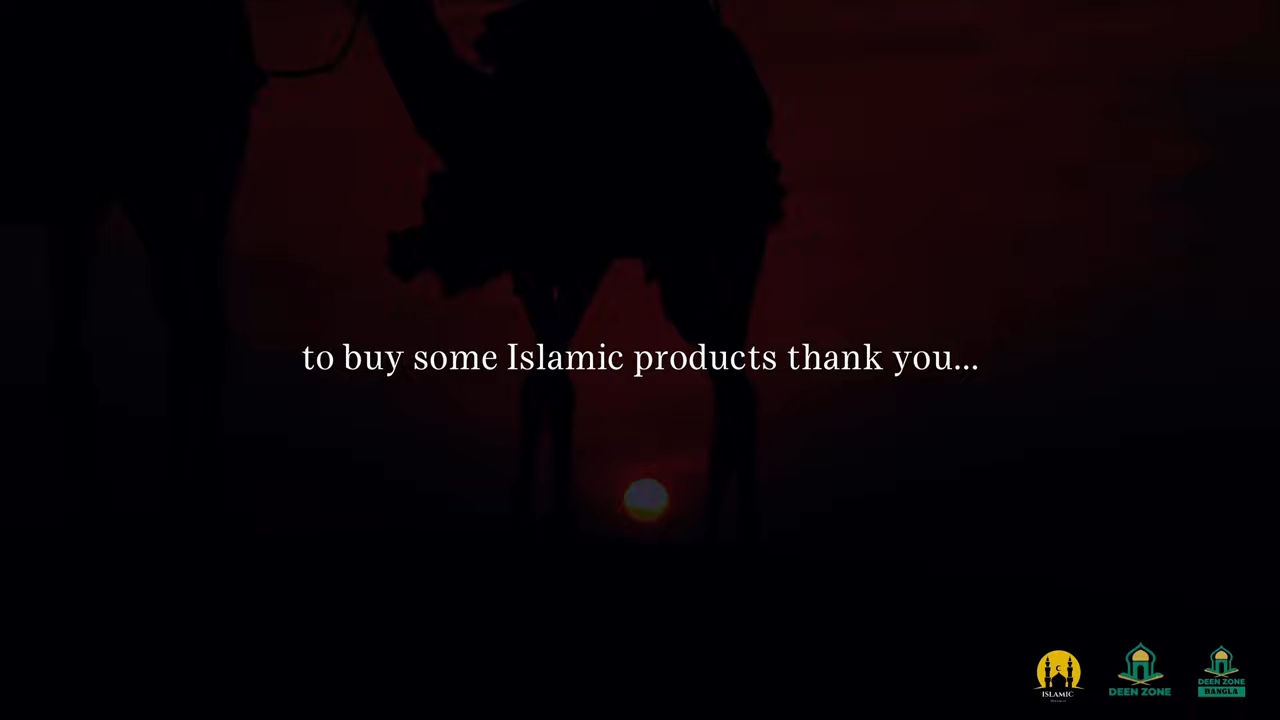 to buy some Islamic products thank you...
ISLAMIC
DEEN ZONE
DEEN ZONE
BANGLA